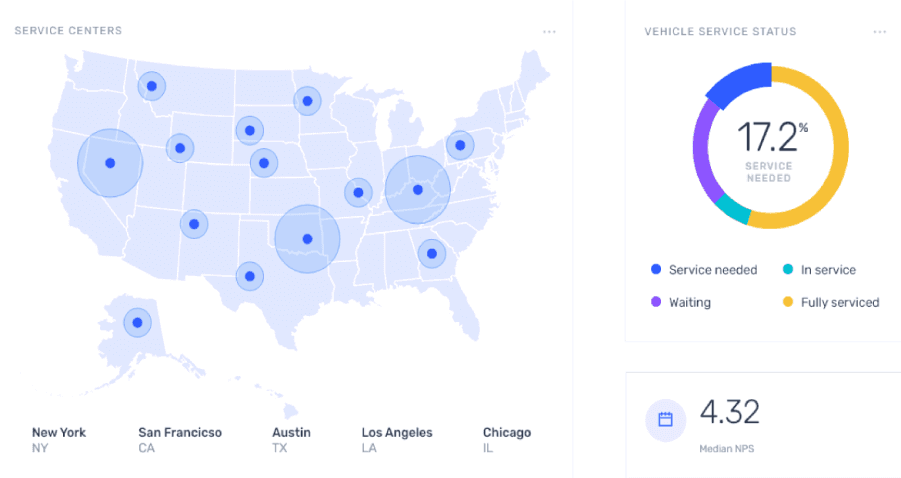 SERVICE CENTERS
New York
NY
San Francicso
CA
Austin
TX
Los Angeles
LA
Chicago
IL
VEHICLE SERVICE STATUS
17.2%
SERVICE
NEEDED
Service needed
In service
Waiting
Fully serviced
4.32
Median NPS